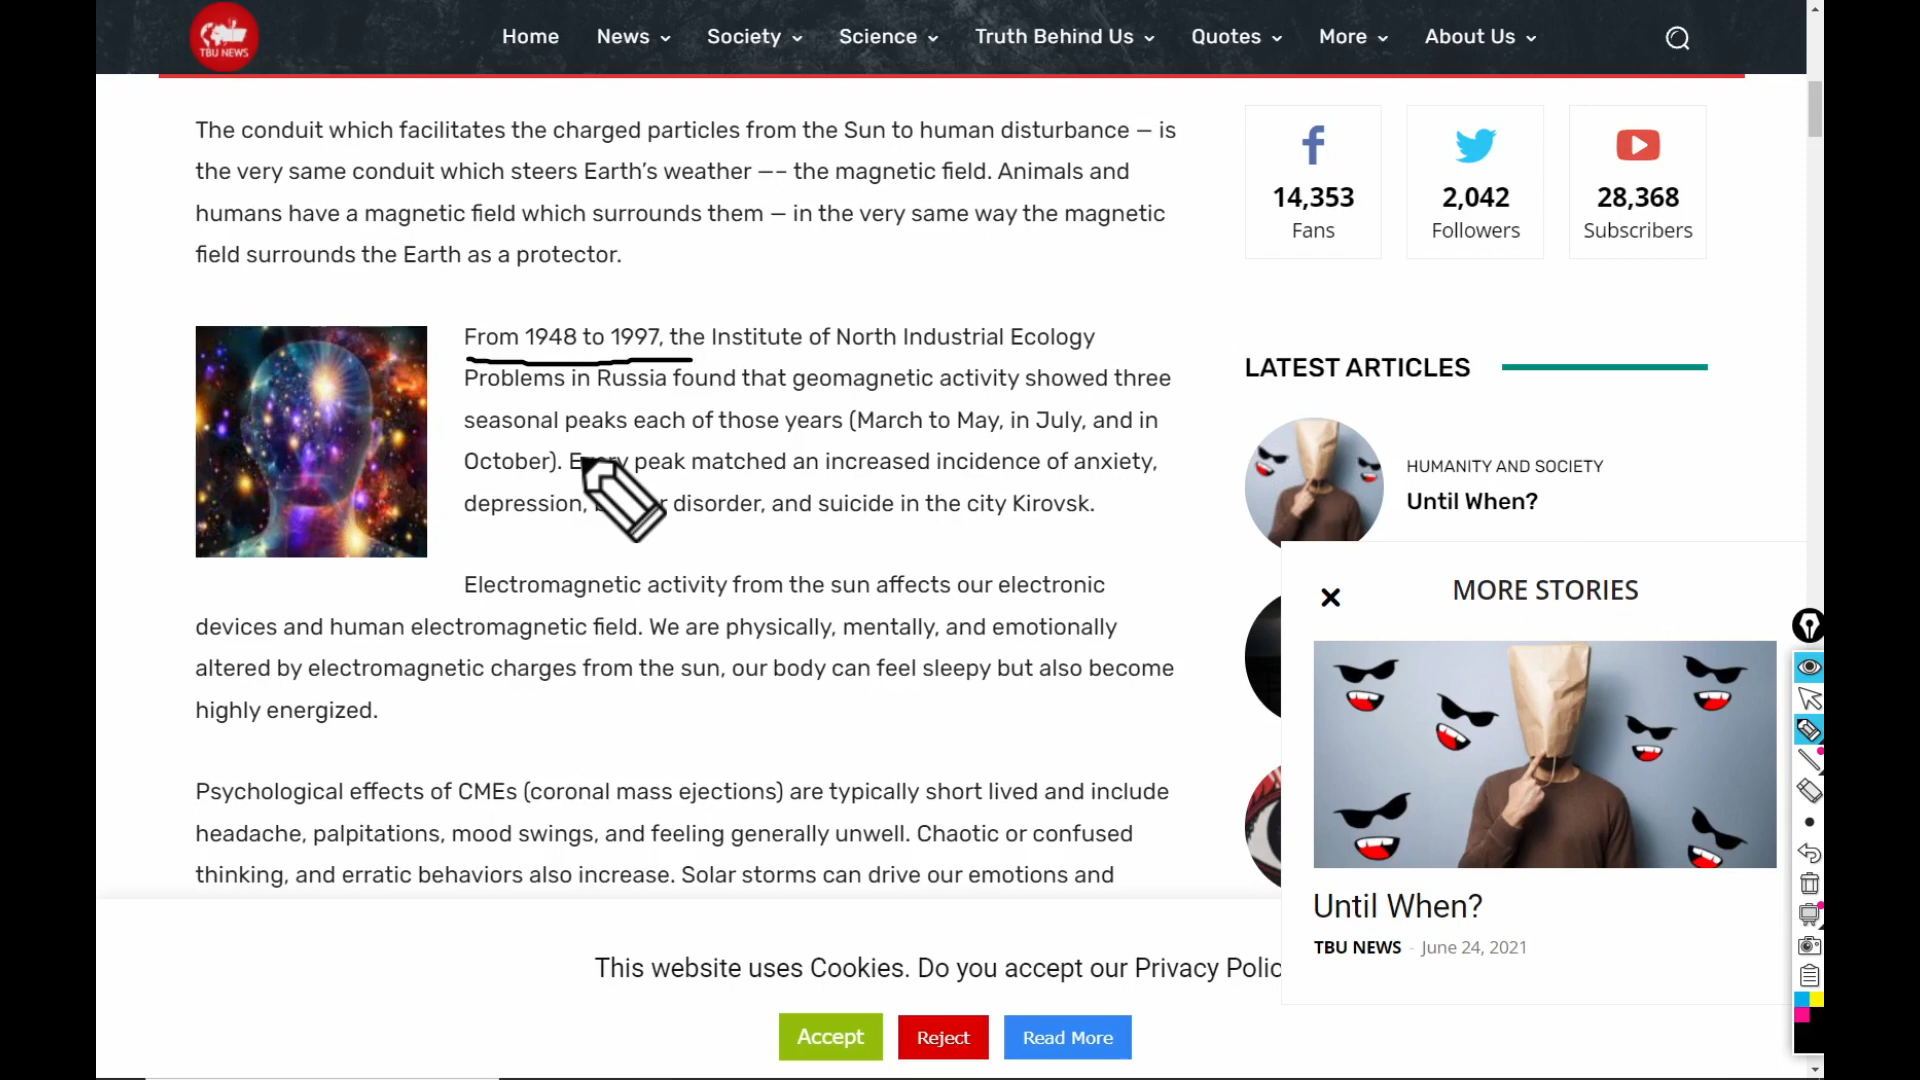 TBU NEWS
Home
News
Society
Science
Truth Behind Us
Quotes
More
About Us
The conduit which facilitates the charged particles from the Sun to human disturbance — is
the very same conduit which steers Earth's weather —– the magnetic field. Animals and
humans have a magnetic field which surrounds them — in the very same way the magnetic
field surrounds the Earth as a protector.
From 1948 to 1997, the Institute of North Industrial Ecology
Problems in Russia found that geomagnetic activity showed three
seasonal peaks each of those years (March to May, in July, and in
October). Every peak matched an increased incidence of anxiety,
depression, disorder, and suicide in the city Kirovsk.
Electromagnetic activity from the sun affects our electronic
devices and human electromagnetic field. We are physically, mentally, and emotionally
altered by electromagnetic charges from the sun, our body can feel sleepy but also become
highly energized.
Psychological effects of CMEs (coronal mass ejections) are typically short lived and include
headache, palpitations, mood swings, and feeling generally unwell. Chaotic or confused
thinking, and erratic behaviors also increase. Solar storms can drive our emotions and
14,353
Fans
2,042
Followers
28,368
Subscribers
LATEST ARTICLES
HUMANITY AND SOCIETY
Until When?
MORE STORIES
Until When?
TBU NEWS - June 24, 2021
This website uses Cookies. Do you accept our Privacy Polic
Accept
Reject
Read More